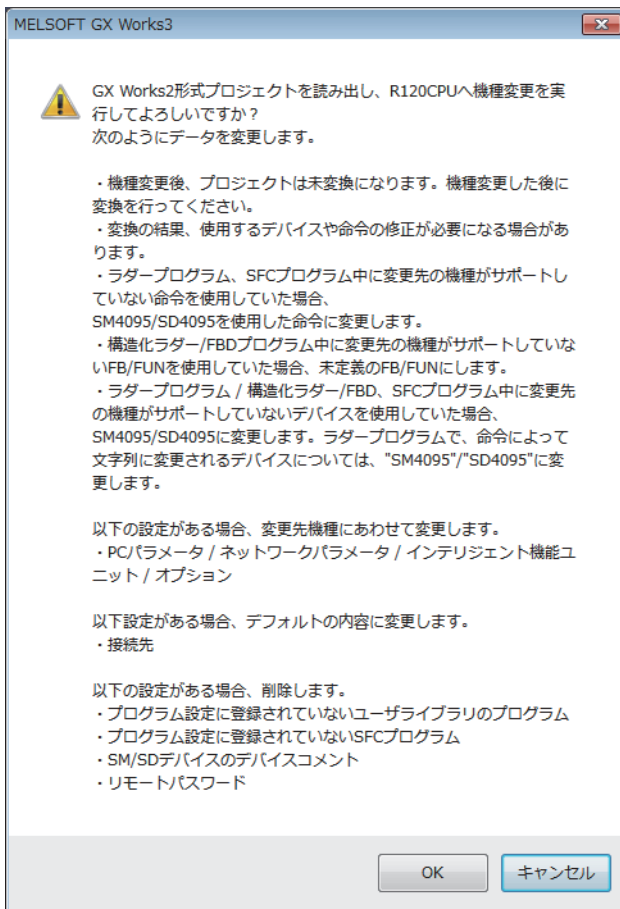 MELSOFT GX Works3
GX Works2形式プロジェクトを読み出し、R120CPUへ機種変更を実
行してよろしいですか？
次のようにデータを変更します。
・機種変更後、プロジェクトは未変換になります。機種変更した後に
変換を行ってください。
・変換の結果、使用するデバイスや命令の修正が必要になる場合があ
ります。
・ラダープログラム、SFCプログラム中に変更先の機種がサポートし
ていない命令を使用していた場合、
SM4095/SD4095を使用した命令に変更します。
・構造化ラダー/FBDプログラム中に変更先の機種がサポートしていな
いFB/FUNを使用していた場合、未定義のFB/FUNにします。
・ラダープログラム / 構造化ラダー/FBD、SFCプログラム中に変更先
の機種がサポートしていないデバイスを使用していた場合、
SM4095/SD4095に変更します。ラダープログラムで、命令によって
文字列に変更されるデバイスについては、"SM4095"/"SD4095"に変
更します。
以下の設定がある場合、変更先機種にあわせて変更します。
・PCパラメータ / ネットワークパラメータ / インテリジェント機能ユ
ニット / オプション
以下設定がある場合、デフォルトの内容に変更します。
・接続先
以下の設定がある場合、削除します。
・プログラム設定に登録されていないユーザライブラリのプログラム
・プログラム設定に登録されていないSFCプログラム
・SM/SDデバイスのデバイスコメント
・リモートパスワード
OK
キャンセル